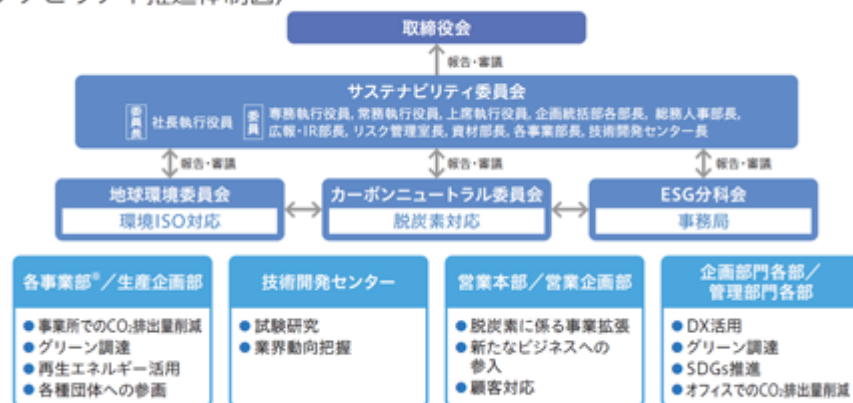 ナビリティ推進体制図)
取締役会
報告・審議
サステナビリティ委員会
委員長 社長執行役員 委員 専務執行役員, 常務執行役員, 上席執行役員, 企画統括部各部長, 総務人事部長,
広報・IR部長, リスク管理室長, 資材部長, 各事業部長, 技術開発センター長
報告・審議 報告・審議 報告・審議
地球環境委員会 カーボンニュートラル委員会 ESG分科会
環境ISO対応 脱炭素対応 事務局
各事業部※/生産企画部
●事業所でのCO₂排出量削減
●グリーン調達
●再生エネルギー活用
●各種団体への参画
技術開発センター
●試験研究
●業界動向把握
営業本部/営業企画部
●脱炭素に係る事業拡張
●新たなビジネスへの
参入
●顧客対応
企画部門各部/
管理部門各部
●DX活用
●グリーン調達
●SDGs推進
●オフィスでのCO₂排出量削減